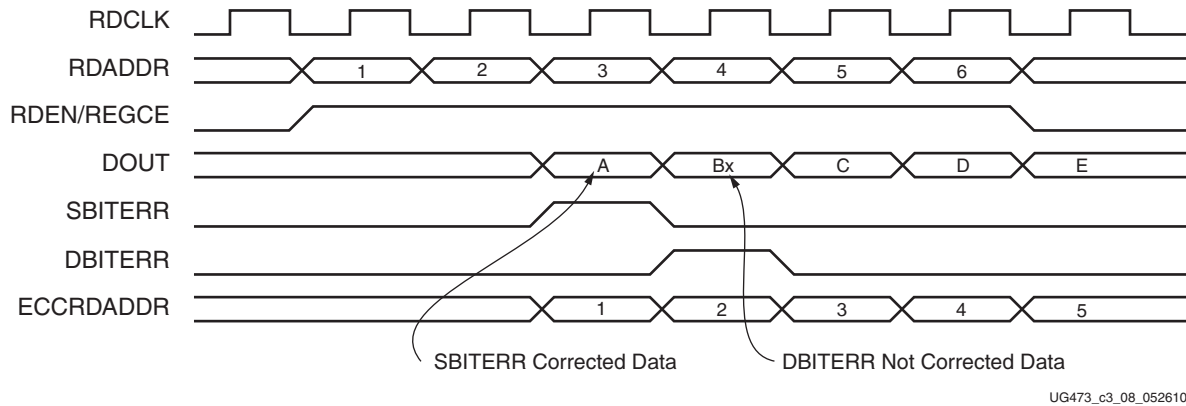 RDCLK
RDADDR 1 2 3 4 5 6
RDEN/REGCE
DOUT A Bx C D E
SBITERR
DBITERR
ECCRDADDR 1 2 3 4 5
SBITERR Corrected Data DBITERR Not Corrected Data
UG473_c3_08_052610